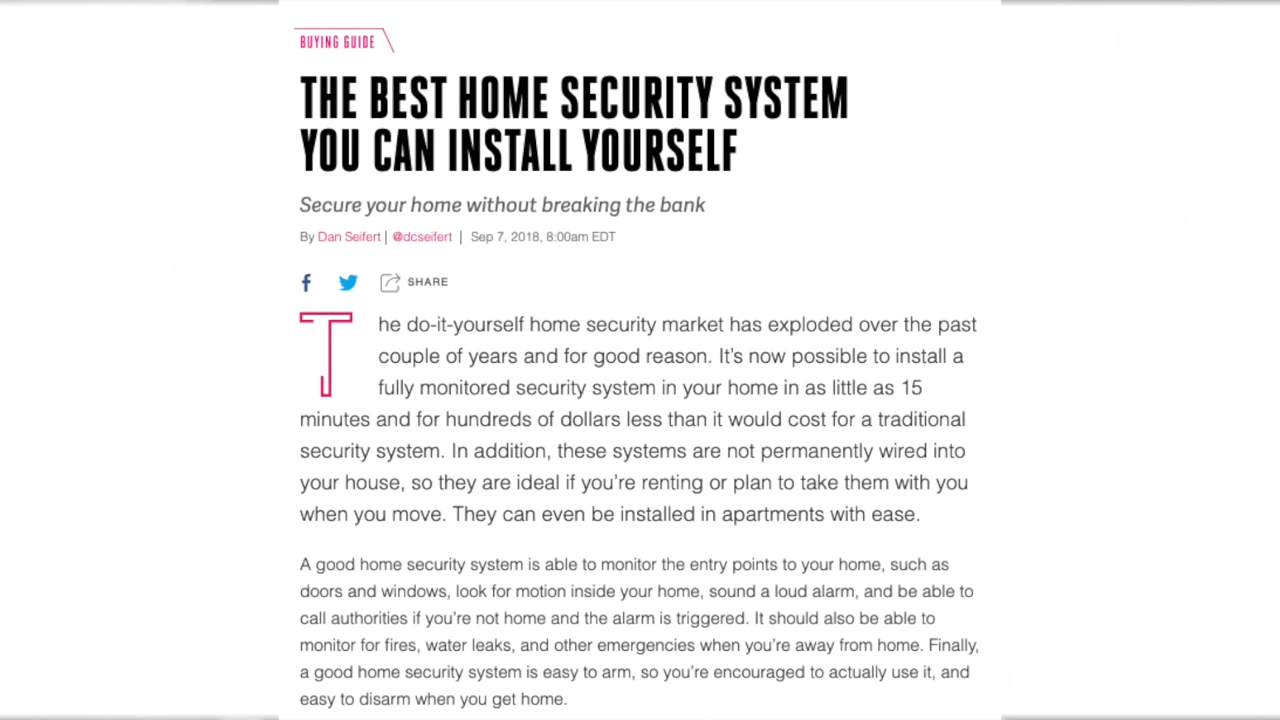 BUYING GUIDE
THE BEST HOME SECURITY SYSTEM
YOU CAN INSTALL YOURSELF
Secure your home without breaking the bank
By Dan Seifert | @dcseifert | Sep 7, 2018, 8:00am EDT
SHARE
The do-it-yourself home security market has exploded over the past
couple of years and for good reason. It's now possible to install a
fully monitored security system in your home in as little as 15
minutes and for hundreds of dollars less than it would cost for a traditional
security system. In addition, these systems are not permanently wired into
your house, so they are ideal if you're renting or plan to take them with you
when you move. They can even be installed in apartments with ease.
A good home security system is able to monitor the entry points to your home, such as
doors and windows, look for motion inside your home, sound a loud alarm, and be able to
call authorities if you're not home and the alarm is triggered. It should also be able to
monitor for fires, water leaks, and other emergencies when you're away from home. Finally,
a good home security system is easy to arm, so you're encouraged to actually use it, and
easy to disarm when you get home.